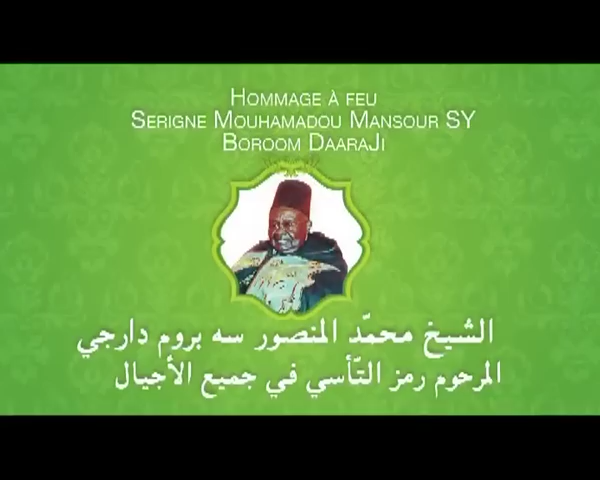 HOMMAGE À FEU
SERIGNE MOUHAMADOU MANSOUR SY
BOROOM DAARAJI
الشيخ محمّد المنصور سه بروم دارجي
المرحوم رمز التّأسي في جميع الأجيال